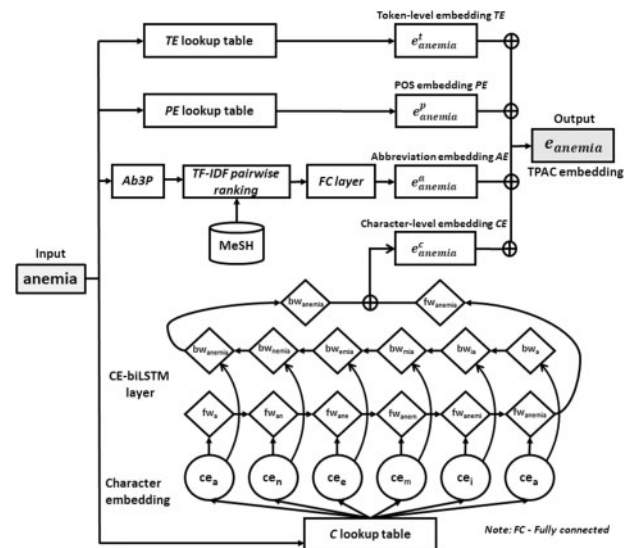 Token-level embedding TE
TE lookup table
e^t_anemia
POS embedding PE
PE lookup table
e^p_anemia
Output
e_anemia
TPAC embedding
Abbreviation embedding AE
Ab3P
TF-IDF pairwise
ranking
FC layer
e^a_anemia
Character-level embedding CE
MeSH
e^c_anemia
Input
anemia
bw_anemia
fw_anemia
CE-biLSTM
layer
bw_anemia bw_nemia bw_emia bw_mia bw_ia bw_a
fw_a fw_an fw_ane fw_anem fw_anemi fw_anemia
Character
embedding
ce_a ce_n ce_e ce_m ce_i ce_a
C lookup table
Note: FC - Fully connected